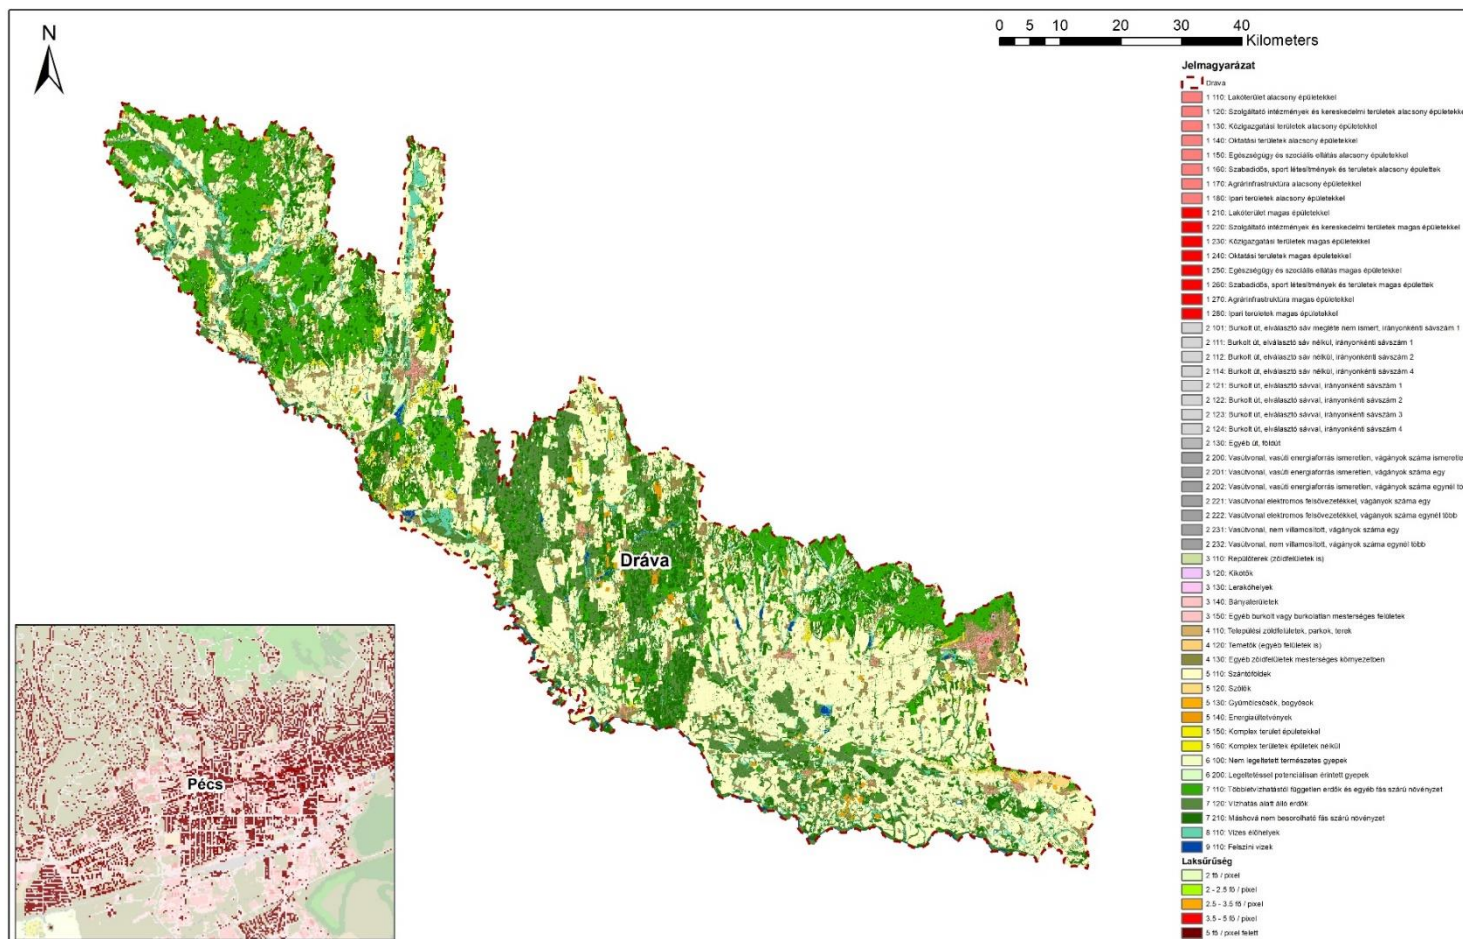 N
0 5 10 20 30 40
Kilometers
Jelmagyarázat
Drava
1 110: Lakóterület alacsony épületekkel
1 120: Szolgáltató intézmények és kereskedelmi területek alacsony épületekke
1 130: Közigazgatási területek alacsony épületekkel
1 140: Oktatási területek alacsony épületekkel
1 150: Egészségügy és szociális ellátás alacsony épületekkel
1 160: Szabadidős, sport létesítmények és területek alacsony épülettek
1 170: Agrárinfrastruktúra alacsony épületekkel
1 180: Ipari területek alacsony épületekkel
1 210: Lakóterület magas épületekkel
1 220: Szolgáltató intézmények és kereskedelmi területek magas épületekkel
1 230: Közigazgatási területek magas épületekkel
1 240: Oktatási területek magas épületekkel
1 250: Egészségügy és szociális ellátás magas épületekkel
1 260: Szabadidős, sport létesítmények és területek magas épülettek
1 270: Agrárinfrastruktúra magas épületekkel
1 280: Ipari területek magas épületekkel
2 101: Burkolt út, elválasztó sáv megléte nem ismert, irányonkénti sávszám 1
2 111: Burkolt út, elválasztó sáv nélkül, irányonkénti sávszám 1
2 112: Burkolt út, elválasztó sáv nélkül, irányonkénti sávszám 2
2 114: Burkolt út, elválasztó sáv nélkül, irányonkénti sávszám 4
2 121: Burkolt út, elválasztó sávval, irányonkénti sávszám 1
2 122: Burkolt út, elválasztó sávval, irányonkénti sávszám 2
2 123: Burkolt út, elválasztó sávval, irányonkénti sávszám 3
2 124: Burkolt út, elválasztó sávval, irányonkénti sávszám 4
2 130: Egyéb út, földút
2 200: Vasútvonal, vasúti energiaforrás ismeretlen, vágányok száma ismeretle
2 201: Vasútvonal, vasúti energiaforrás ismeretlen, vágányok száma egy
2 202: Vasútvonal, vasúti energiaforrás ismeretlen, vágányok száma egynél tö
2 221: Vasútvonal elektromos felsővezetékkel, vágányok száma egy
2 222: Vasútvonal elektromos felsővezetékkel, vágányok száma egynél több
2 231: Vasútvonal, nem villamosított, vágányok száma egy
2 232: Vasútvonal, nem villamosított, vágányok száma egynél több
3 110: Repülőterek (zöldfelületek is)
3 120: Kikötők
3 130: Lerakóhelyek
3 140: Bányaterületek
3 150: Egyéb burkolt vagy burkolatlan mesterséges felületek
4 110: Települési zöldfelületek, parkok, terek
4 120: Temetők (egyéb felületek is)
4 130: Egyéb zöldfelületek mesterséges környezetben
5 110: Szántóföldek
5 120: Szőlők
5 130: Gyümölcsösök, bogyósok
5 140: Energiaültetvények
5 150: Komplex terület épületekkel
5 160: Komplex területek épületek nélkül
6 100: Nem legeltetett természetes gyepek
6 200: Legeltetéssel potenciálisan érintett gyepek
7 110: Többletvízhatástól független erdők és egyéb fás szárú növényzet
7 120: Vízhatás alatt álló erdők
7 210: Máshová nem besorolható fás szárú növényzet
8 110: Vizes élőhelyek
9 110: Felszíni vizek
Laksűrűség
2 fő / pixel
2 - 2.5 fő / pixel
2.5 - 3.5 fő / pixel
3.5 - 5 fő / pixel
5 fő / pixel felett
Dráva
Pécs